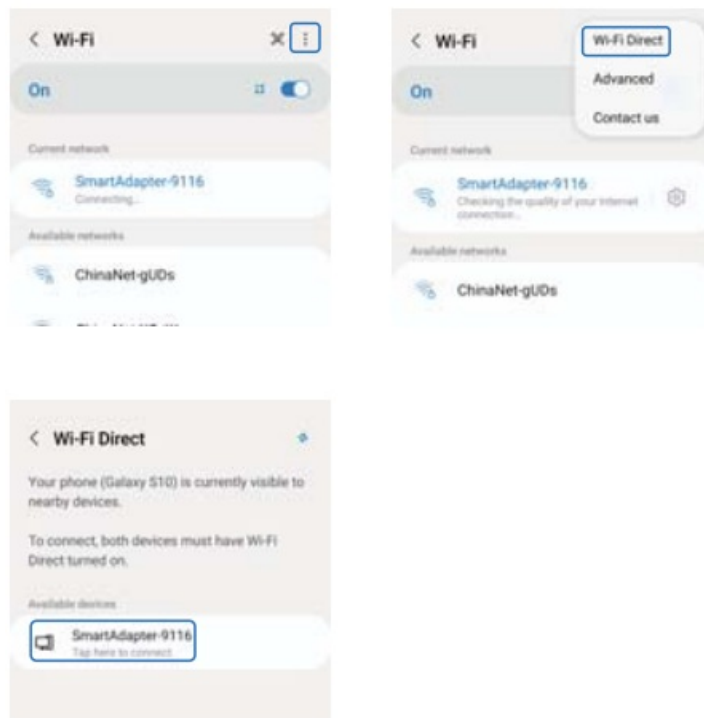 Wi-Fi
On
Current network
SmartAdapter-9116
Connecting...
Available networks
ChinaNet-gUDs
Wi-Fi
Wi-Fi Direct
Advanced
Contact us
On
Current network
SmartAdapter-9116
Checking the quality of your internet
connection...
Available networks
ChinaNet-gUDs
Wi-Fi Direct
Your phone (Galaxy S10) is currently visible to
nearby devices.
To connect, both devices must have Wi-Fi
Direct turned on.
Available devices
SmartAdapter-9116
Tap here to connect